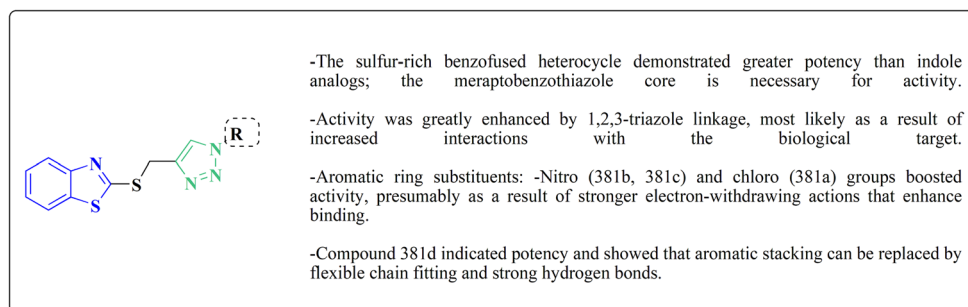 -The sulfur-rich benzofused heterocycle demonstrated greater potency than indole
analogs; the meraptobenzothiazole core is necessary for activity.
-Activity was greatly enhanced by 1,2,3-triazole linkage, most likely as a result of
increased interactions with the biological target.
-Aromatic ring substituents: -Nitro (381b, 381c) and chloro (381a) groups boosted
activity, presumably as a result of stronger electron-withdrawing actions that enhance
binding.
-Compound 381d indicated potency and showed that aromatic stacking can be replaced by
flexible chain fitting and strong hydrogen bonds.
R
N
N
S
N
N
S